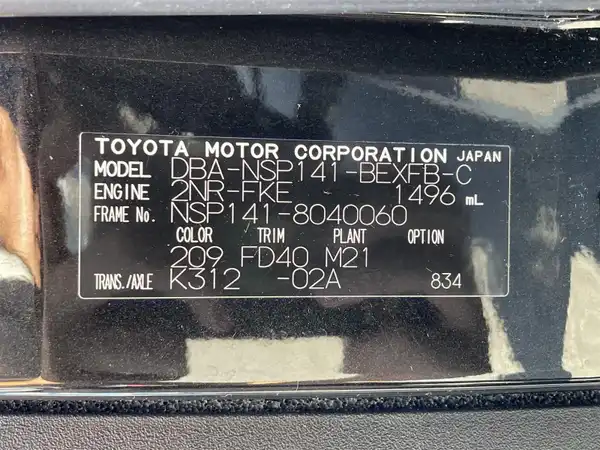 TOYOTA MOTOR CORPORATION JAPAN
MODEL DBA-NSP141-BEXFB-C
ENGINE 2NR-FKE 1496 mL
FRAME No. NSP141-8040060
COLOR TRIM PLANT OPTION
209 FD40 M21
TRANS./AXLE K312 -02A 834